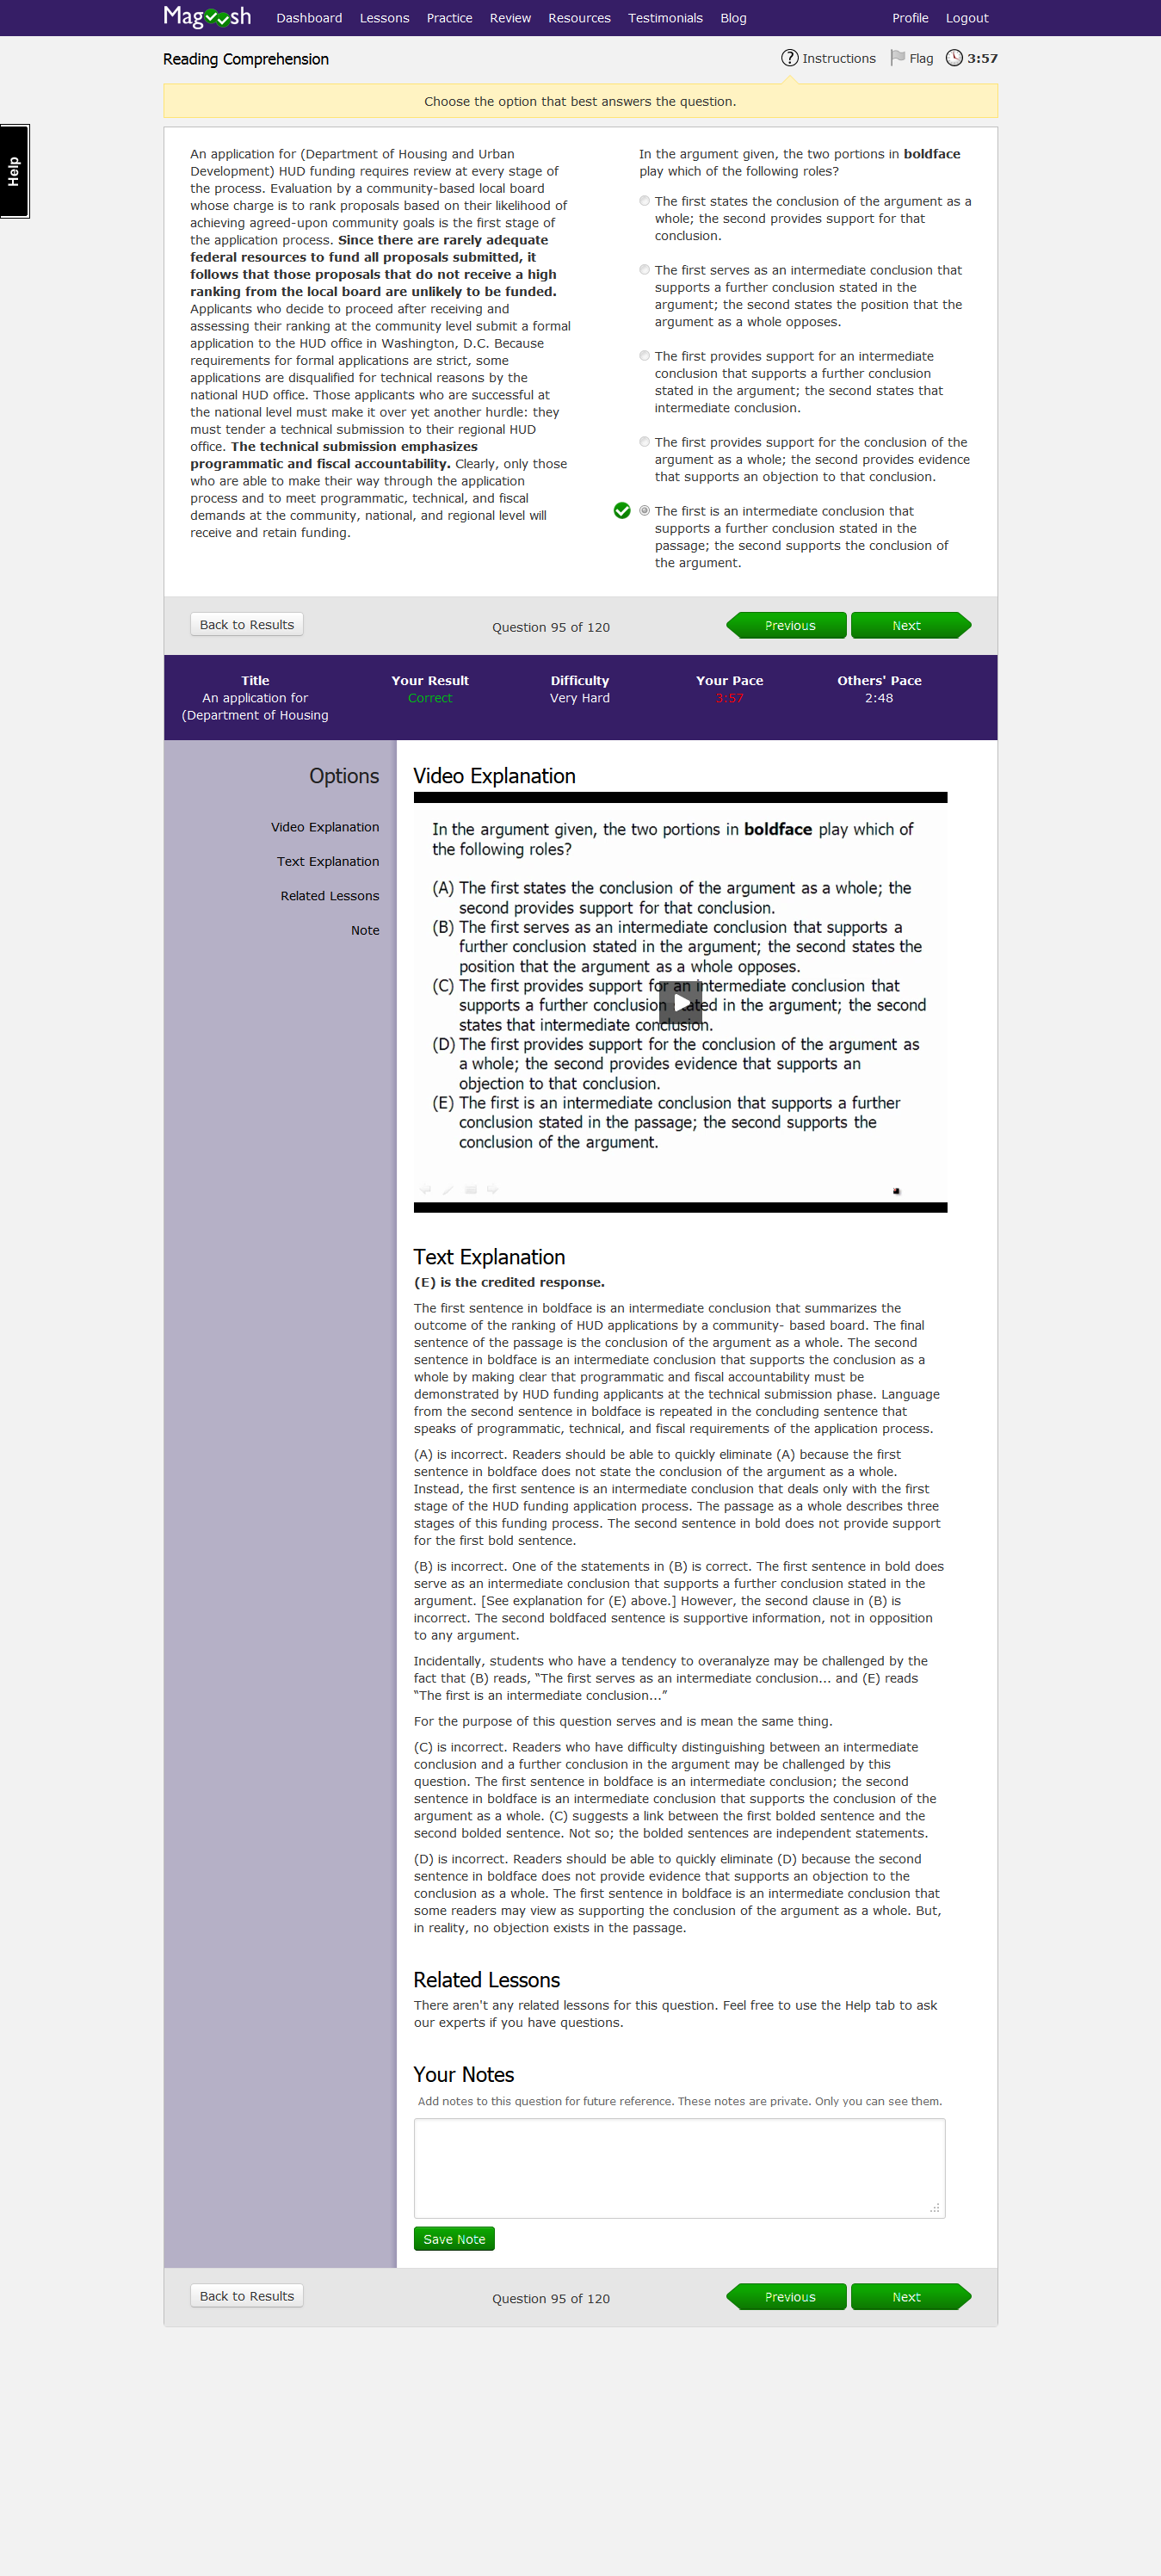 Magoosh
Dashboard Lessons Practice Review Resources Testimonials Blog Profile Logout
Reading Comprehension
Instructions Flag 3:57
Choose the option that best answers the question.
Help
An application for (Department of Housing and Urban
Development) HUD funding requires review at every stage of
the process. Evaluation by a community-based local board
whose charge is to rank proposals based on their likelihood of
achieving agreed-upon community goals is the first stage of
the application process. Since there are rarely adequate
federal resources to fund all proposals submitted, it
follows that those proposals that do not receive a high
ranking from the local board are unlikely to be funded.
Applicants who decide to proceed after receiving and
assessing their ranking at the community level submit a formal
application to the HUD office in Washington, D.C. Because
requirements for formal applications are strict, some
applications are disqualified for technical reasons by the
national HUD office. Those applicants who are successful at
the national level must make it over yet another hurdle: they
must tender a technical submission to their regional HUD
office. The technical submission emphasizes
programmatic and fiscal accountability. Clearly, only those
who are able to make their way through the application
process and to meet programmatic, technical, and fiscal
demands at the community, national, and regional level will
receive and retain funding.
In the argument given, the two portions in boldface
play which of the following roles?
The first states the conclusion of the argument as a
whole; the second provides support for that
conclusion.
The first serves as an intermediate conclusion that
supports a further conclusion stated in the
argument; the second states the position that the
argument as a whole opposes.
The first provides support for an intermediate
conclusion that supports a further conclusion
stated in the argument; the second states that
intermediate conclusion.
The first provides support for the conclusion of the
argument as a whole; the second provides evidence
that supports an objection to that conclusion.
The first is an intermediate conclusion that
supports a further conclusion stated in the
passage; the second supports the conclusion of
the argument.
Back to Results
Question 95 of 120
Previous Next
Title Your Result Difficulty Your Pace Others' Pace
An application for Correct Very Hard 3:57 2:48
(Department of Housing
Options
Video Explanation
Text Explanation
Related Lessons
Note
Video Explanation
In the argument given, the two portions in boldface play which of
the following roles?
(A) The first states the conclusion of the argument as a whole; the
second provides support for that conclusion.
(B) The first serves as an intermediate conclusion that supports a
further conclusion stated in the argument; the second states the
position that the argument as a whole opposes.
(C) The first provides support for an intermediate conclusion that
supports a further conclusion stated in the argument; the second
states that intermediate conclusion.
(D) The first provides support for the conclusion of the argument as
a whole; the second provides evidence that supports an
objection to that conclusion.
(E) The first is an intermediate conclusion that supports a further
conclusion stated in the passage; the second supports the
conclusion of the argument.
Text Explanation
(E) is the credited response.
The first sentence in boldface is an intermediate conclusion that summarizes the
outcome of the ranking of HUD applications by a community- based board. The final
sentence of the passage is the conclusion of the argument as a whole. The second
sentence in boldface is an intermediate conclusion that supports the conclusion as a
whole by making clear that programmatic and fiscal accountability must be
demonstrated by HUD funding applicants at the technical submission phase. Language
from the second sentence in boldface is repeated in the concluding sentence that
speaks of programmatic, technical, and fiscal requirements of the application process.
(A) is incorrect. Readers should be able to quickly eliminate (A) because the first
sentence in boldface does not state the conclusion of the argument as a whole.
Instead, the first sentence is an intermediate conclusion that deals only with the first
stage of the HUD funding application process. The passage as a whole describes three
stages of this funding process. The second sentence in bold does not provide support
for the first bold sentence.
(B) is incorrect. One of the statements in (B) is correct. The first sentence in bold does
serve as an intermediate conclusion that supports a further conclusion stated in the
argument. [See explanation for (E) above.] However, the second clause in (B) is
incorrect. The second boldfaced sentence is supportive information, not in opposition
to any argument.
Incidentally, students who have a tendency to overanalyze may be challenged by the
fact that (B) reads, “The first serves as an intermediate conclusion... and (E) reads
“The first is an intermediate conclusion...”
For the purpose of this question serves and is mean the same thing.
(C) is incorrect. Readers who have difficulty distinguishing between an intermediate
conclusion and a further conclusion in the argument may be challenged by this
question. The first sentence in boldface is an intermediate conclusion; the second
sentence in boldface is an intermediate conclusion that supports the conclusion of the
argument as a whole. (C) suggests a link between the first bolded sentence and the
second bolded sentence. Not so; the bolded sentences are independent statements.
(D) is incorrect. Readers should be able to quickly eliminate (D) because the second
sentence in boldface does not provide evidence that supports an objection to the
conclusion as a whole. The first sentence in boldface is an intermediate conclusion that
some readers may view as supporting the conclusion of the argument as a whole. But,
in reality, no objection exists in the passage.
Related Lessons
There aren't any related lessons for this question. Feel free to use the Help tab to ask
our experts if you have questions.
Your Notes
Add notes to this question for future reference. These notes are private. Only you can see them.
Save Note
Back to Results
Question 95 of 120
Previous Next